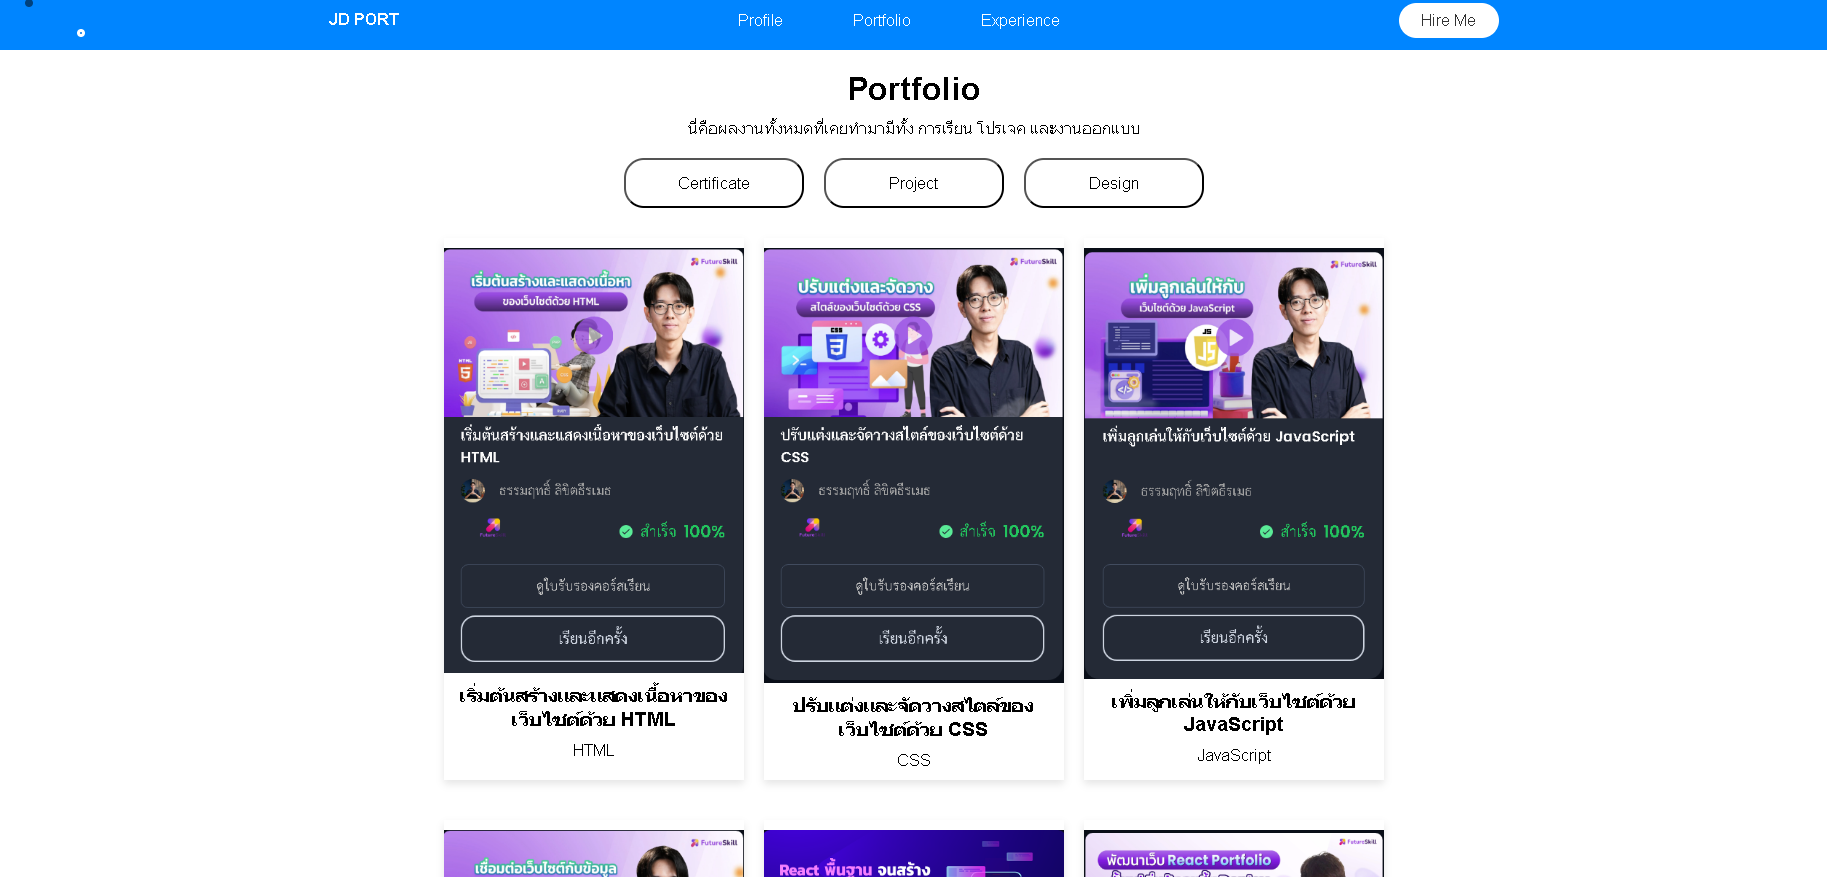 JD PORT
Profile
Portfolio
Experience
Hire Me
Portfolio
นี่คือผลงานทั้งหมดที่เคยทำมามีทั้ง การเรียน โปรเจค และงานออกแบบ
Certificate
Project
Design
FutureSkill
เริ่มต้นสร้างและแสดงเนื้อหา
ของเว็บไซต์ด้วย HTML
HTML
เริ่มต้นสร้างและแสดงเนื้อหาของเว็บไซต์ด้วย
HTML
ธรรมฤทธิ์ ลิขิตธีรเมธ
สำเร็จ 100%
ดูใบรับรองคอร์สเรียน
เรียนอีกครั้ง
เริ่มต้นสร้างและแสดงเนื้อหาของ
เว็บไซต์ด้วย HTML
HTML
FutureSkill
ปรับแต่งและจัดวาง
สไตล์ของเว็บไซต์ด้วย CSS
CSS
ปรับแต่งและจัดวางสไตล์ของเว็บไซต์ด้วย
CSS
ธรรมฤทธิ์ ลิขิตธีรเมธ
สำเร็จ 100%
ดูใบรับรองคอร์สเรียน
เรียนอีกครั้ง
ปรับแต่งและจัดวางสไตล์ของ
เว็บไซต์ด้วย CSS
CSS
FutureSkill
เพิ่มลูกเล่นให้กับ
เว็บไซต์ด้วย JavaScript
JS
JS
เพิ่มลูกเล่นให้กับเว็บไซต์ด้วย JavaScript
ธรรมฤทธิ์ ลิขิตธีรเมธ
สำเร็จ 100%
ดูใบรับรองคอร์สเรียน
เรียนอีกครั้ง
เพิ่มลูกเล่นให้กับเว็บไซต์ด้วย
JavaScript
JavaScript
FutureSkill
เชื่อมต่อเว็บไซต์กับข้อมูล
React พื้นฐาน จนสร้าง
FutureSkill
พัฒนาเว็บ React Portfolio